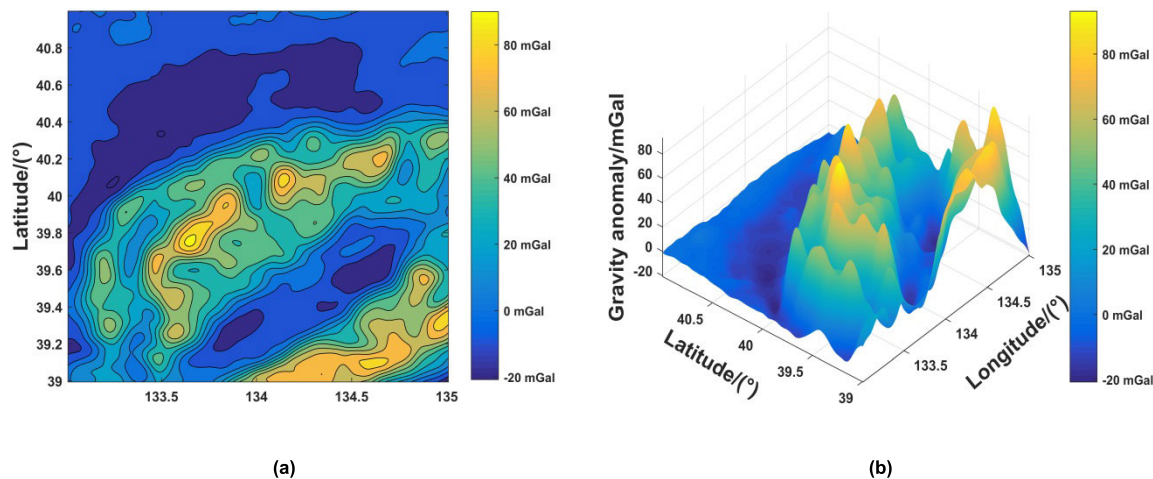 40.8
40.6
40.4
40.2
40
39.8
39.6
39.4
39.2
39
Latitude/(°)
133.5
134
134.5
135
80 mGal
60 mGal
40 mGal
20 mGal
0 mGal
-20 mGal
(a)
Gravity anomaly/mGal
80
60
40
20
0
-20
40.5
40
39.5
39
Latitude/(°)
133.5
134
134.5
135
Longitude/(°)
80 mGal
60 mGal
40 mGal
20 mGal
0 mGal
-20 mGal
(b)